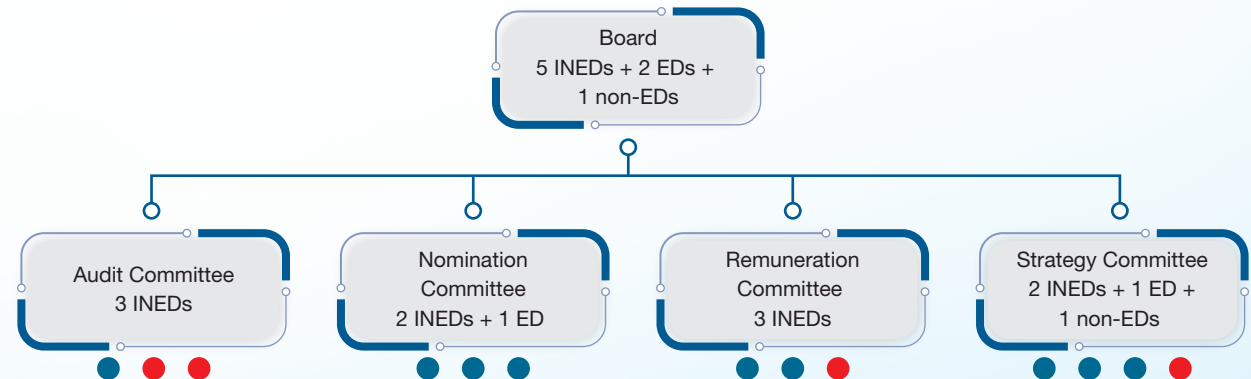 Board
5 INEDs + 2 EDs +
1 non-EDs
Audit Committee
3 INEDs
Nomination
Committee
2 INEDs + 1 ED
Remuneration
Committee
3 INEDs
Strategy Committee
2 INEDs + 1 ED +
1 non-EDs